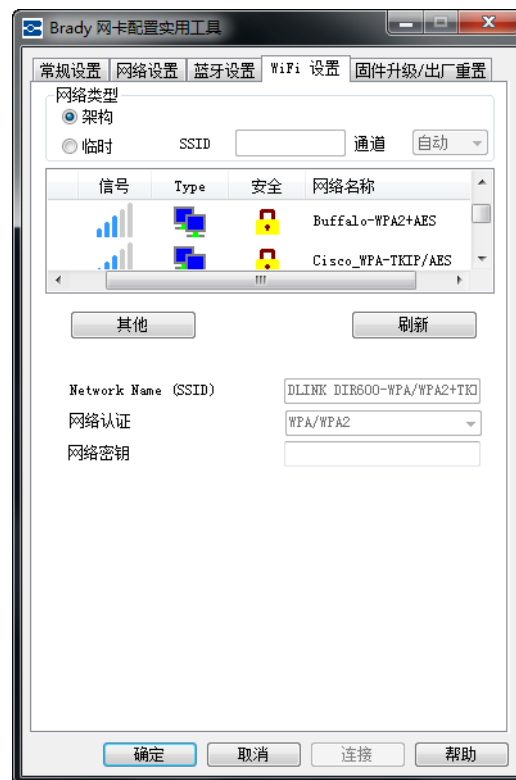 Brady 网卡配置实用工具
常规设置 网络设置 蓝牙设置 WiFi 设置 固件升级/出厂重置
网络类型
架构
临时 SSID 通道 自动
信号 Type 安全 网络名称
Buffalo-WPA2+AES
Cisco_WPA-TKIP/AES
其他 刷新
Network Name (SSID) DLINK DIR600-WPA/WPA2+TK
网络认证 WPA/WPA2
网络密钥
确定 取消 连接 帮助